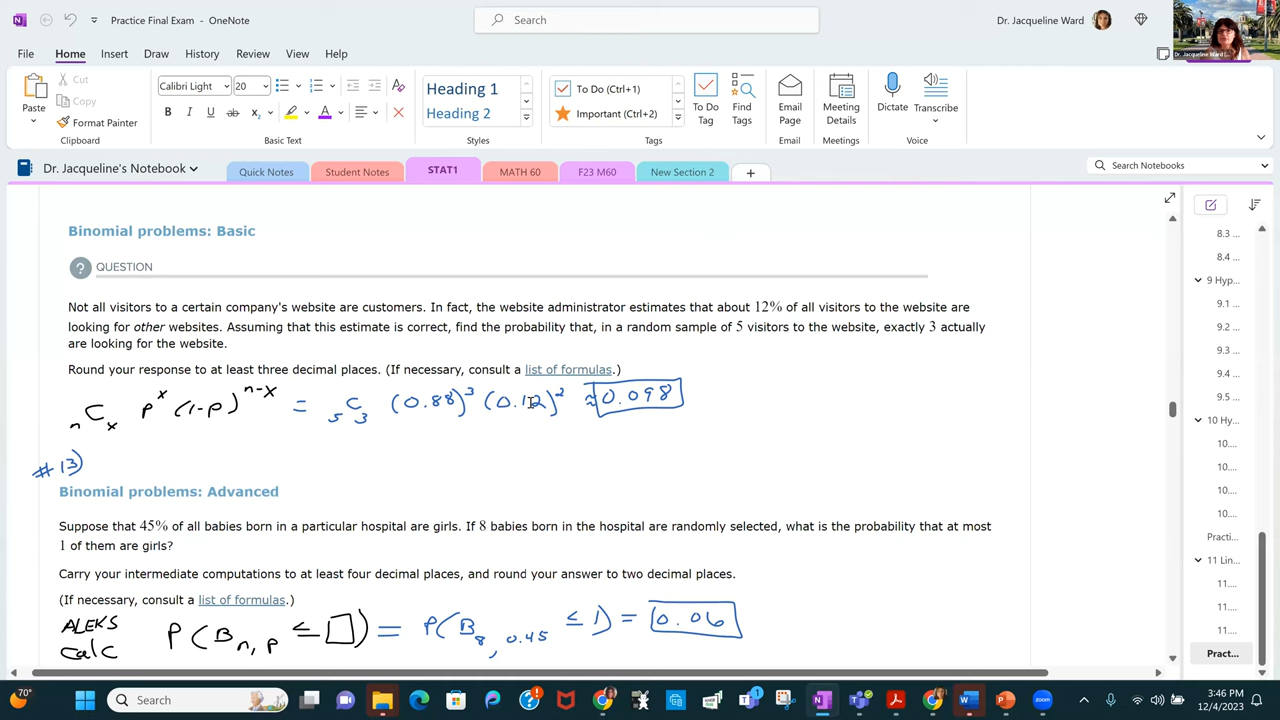 Practice Final Exam - OneNote
Search
Dr. Jacqueline Ward
Dr. Jacqueline Ward
File Home Insert Draw History Review View Help
Paste
Cut
Copy
Format Painter
Clipboard
Calibri Light 20
B I U ab x₂ A
Basic Text
Heading 1
Heading 2
Styles
To Do (Ctrl+1)
Important (Ctrl+2)
To Do Tag
Find Tags
Tags
Email Page
Email
Meeting Details
Meetings
Dictate
Transcribe
Voice
Dr. Jacqueline's Notebook
Quick Notes
Student Notes
STAT1
MATH 60
F23 M60
New Section 2
+
Search Notebooks
Binomial problems: Basic
? QUESTION
Not all visitors to a certain company's website are customers. In fact, the website administrator estimates that about 12% of all visitors to the website are
looking for other websites. Assuming that this estimate is correct, find the probability that, in a random sample of 5 visitors to the website, exactly 3 actually
are looking for the website.
Round your response to at least three decimal places. (If necessary, consult a list of formulas.)
nCx p^x (1-p)^n-x = 5C3 (0.88)^3 (0.12)^2 ≈ 0.098
#13)
Binomial problems: Advanced
Suppose that 45% of all babies born in a particular hospital are girls. If 8 babies born in the hospital are randomly selected, what is the probability that at most
1 of them are girls?
Carry your intermediate computations to at least four decimal places, and round your answer to two decimal places.
(If necessary, consult a list of formulas.)
ALEKS
calc
P(Bn,p ≤ □) = P(B8,0.45 ≤ 1) = 0.06
8.3 ...
8.4 ...
9 Hyp...
9.1 ...
9.2 ...
9.3 ...
9.4 ...
9.5 ...
10 Hy...
10....
10....
10....
10....
Practi...
11 Lin...
11....
11....
11....
Pract...
70°
Search
zoom
3:46 PM
12/4/2023